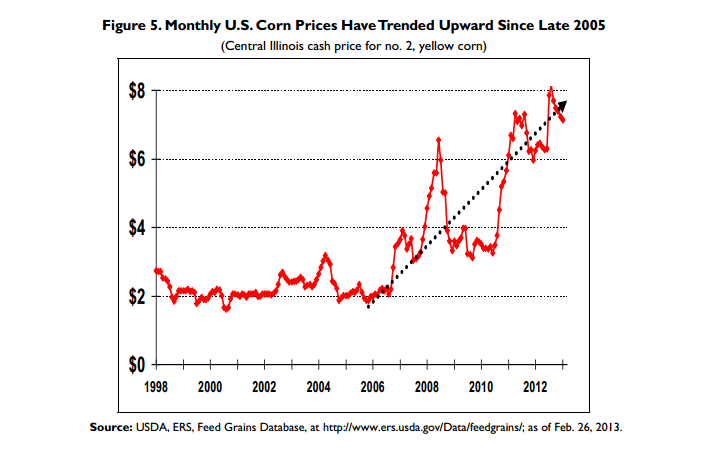 Figure 5. Monthly U.S. Corn Prices Have Trended Upward Since Late 2005
(Central Illinois cash price for no. 2, yellow corn)
$8
$6
$4
$2
$0
1998 2000 2002 2004 2006 2008 2010 2012
Source: USDA, ERS, Feed Grains Database, at http://www.ers.usda.gov/Data/feedgrains/; as of Feb. 26, 2013.